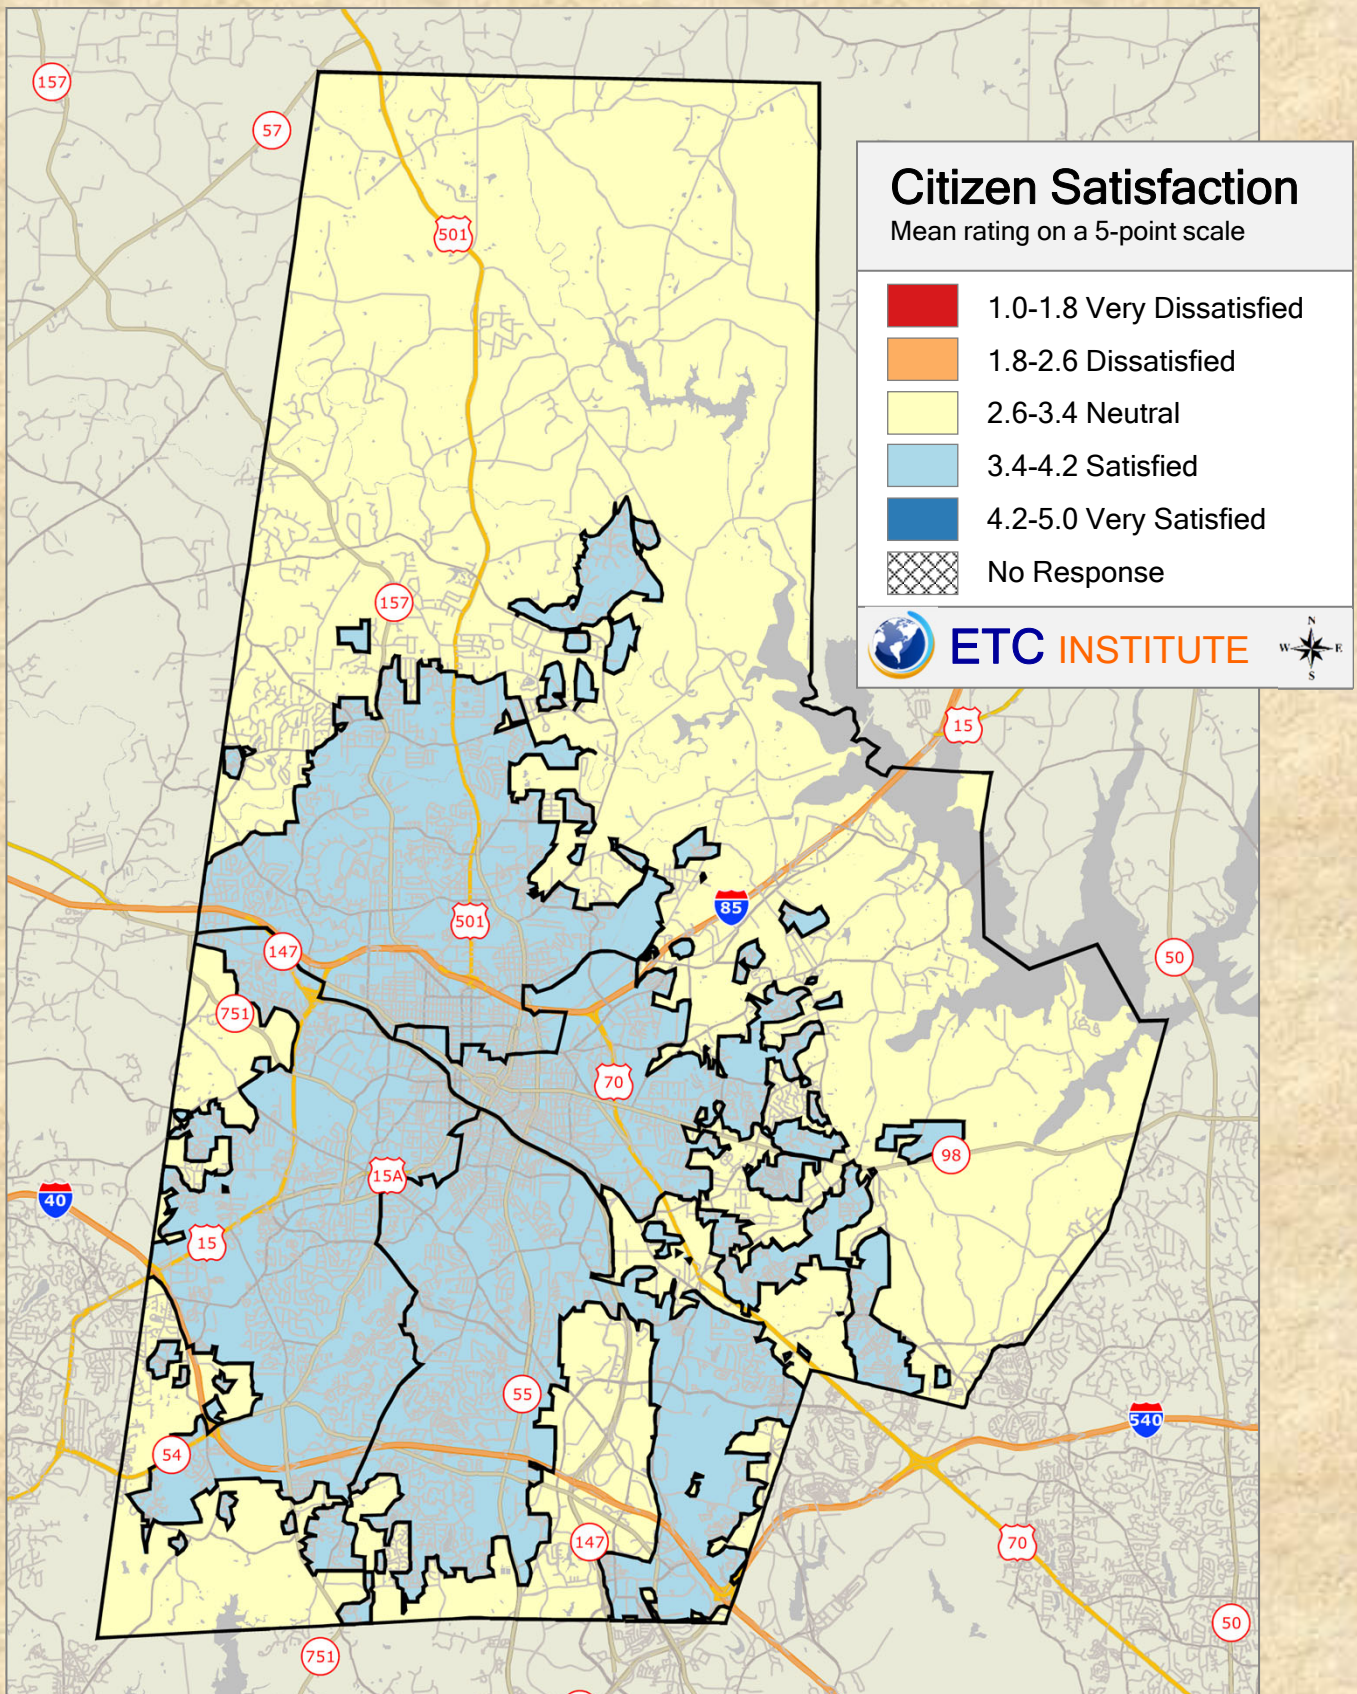 157
57
501
Citizen Satisfaction
Mean rating on a 5-point scale
1.0-1.8 Very Dissatisfied
1.8-2.6 Dissatisfied
2.6-3.4 Neutral
3.4-4.2 Satisfied
4.2-5.0 Very Satisfied
No Response
ETC INSTITUTE
N
W E
S
157
15
85
501
147
50
751
70
98
15A
40
15
55
540
54
147
70
50
751